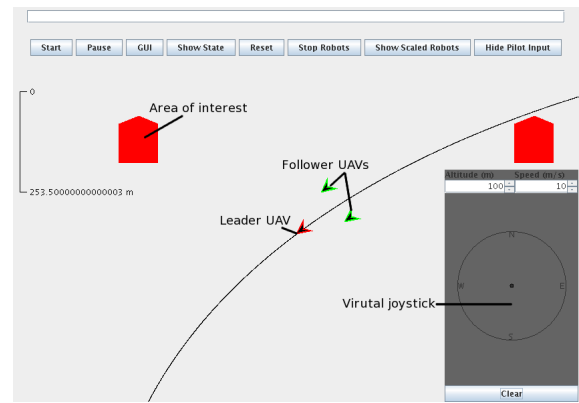 Start Pause GUI Show State Reset Stop Robots Show Scaled Robots Hide Pilot Input
0
Area of interest
253.50000000000003 m
Follower UAVs
Leader UAV
Altitude (m) Speed (m/s)
100 10
N
W E
Virutal joystick
S
Clear